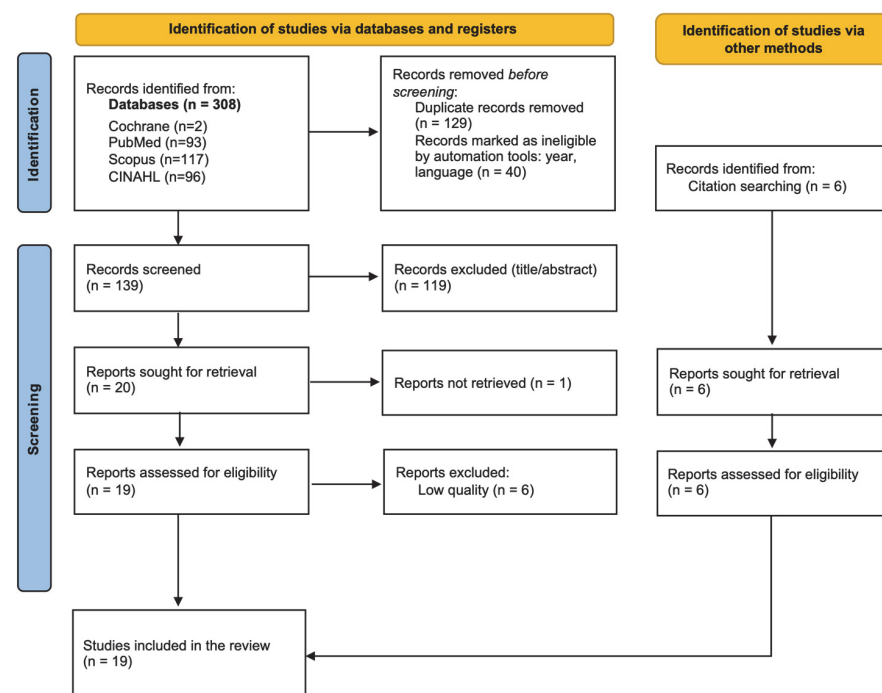 Identification of studies via databases and registers
Identification of studies via
other methods
Identification
Records identified from:
Databases (n = 308)
Cochrane (n=2)
PubMed (n=93)
Scopus (n=117)
CINAHL (n=96)
Records removed before
screening:
Duplicate records removed
(n = 129)
Records marked as ineligible
by automation tools: year,
language (n = 40)
Records identified from:
Citation searching (n = 6)
Screening
Records screened
(n = 139)
Records excluded (title/abstract)
(n = 119)
Reports sought for retrieval
(n = 20)
Reports not retrieved (n = 1)
Reports sought for retrieval
(n = 6)
Reports assessed for eligibility
(n = 19)
Reports excluded:
Low quality (n = 6)
Reports assessed for eligibility
(n = 6)
Studies included in the review
(n = 19)